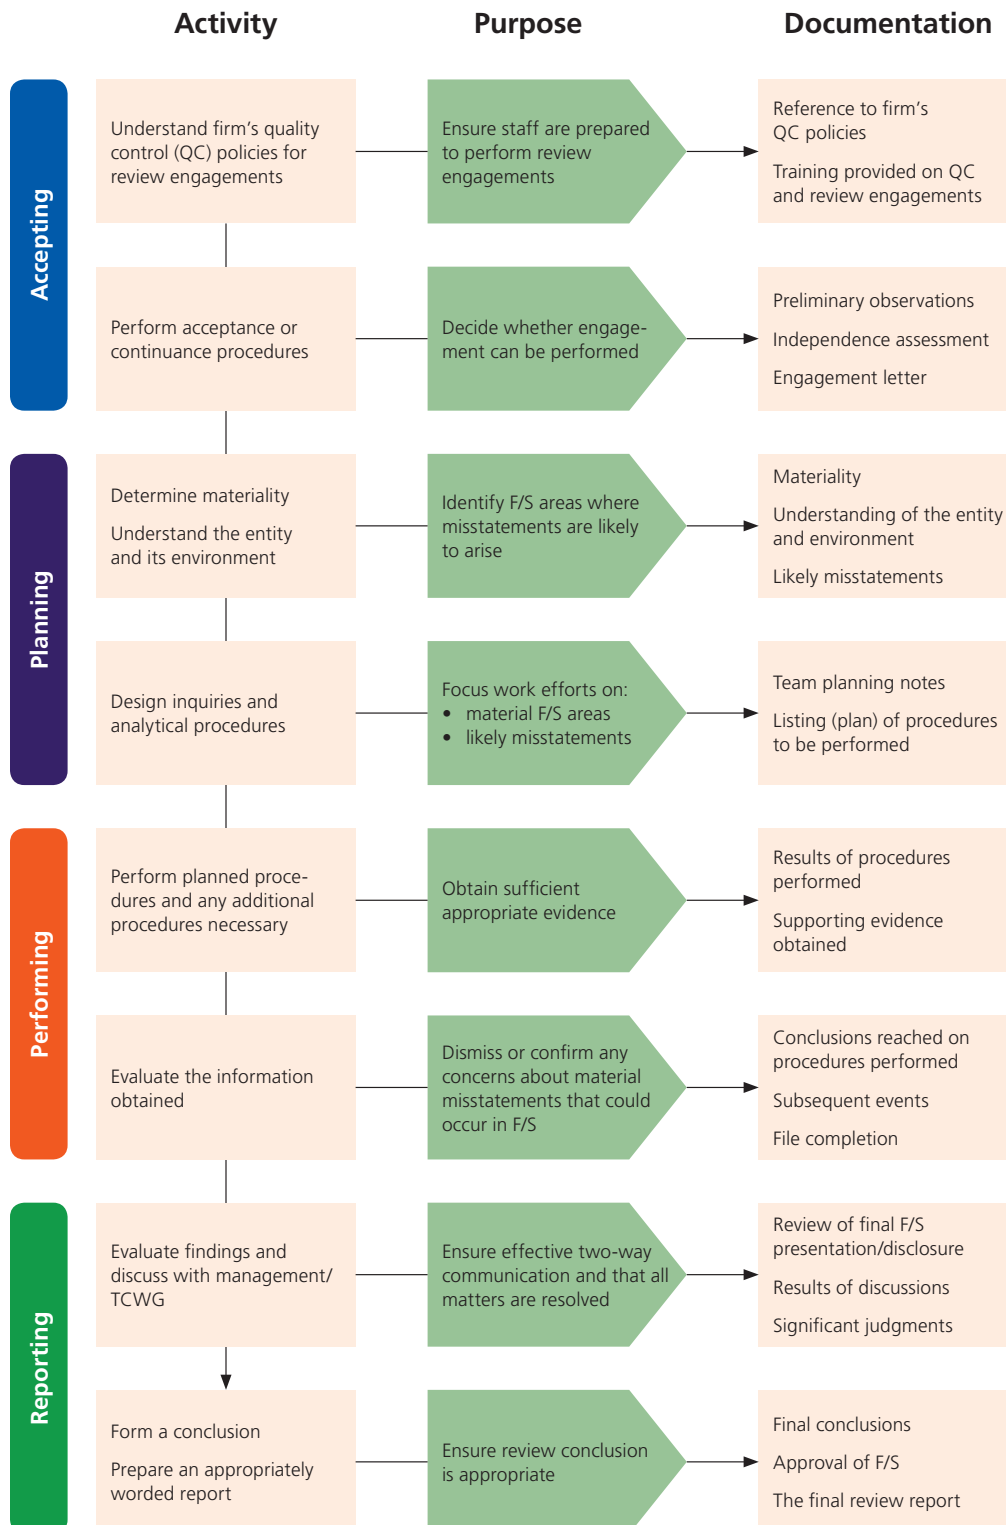 Activity
Purpose
Documentation
Accepting
Understand firm's quality
control (QC) policies for
review engagements
Ensure staff are prepared
to perform review
engagements
Reference to firm's
QC policies
Training provided on QC
and review engagements
Perform acceptance or
continuance procedures
Decide whether engage-
ment can be performed
Preliminary observations
Independence assessment
Engagement letter
Planning
Determine materiality
Understand the entity
and its environment
Identify F/S areas where
misstatements are likely
to arise
Materiality
Understanding of the entity
and environment
Likely misstatements
Design inquiries and
analytical procedures
Focus work efforts on:
• material F/S areas
• likely misstatements
Team planning notes
Listing (plan) of procedures
to be performed
Performing
Perform planned proce-
dures and any additional
procedures necessary
Obtain sufficient
appropriate evidence
Results of procedures
performed
Supporting evidence
obtained
Evaluate the information
obtained
Dismiss or confirm any
concerns about material
misstatements that could
occur in F/S
Conclusions reached on
procedures performed
Subsequent events
File completion
Reporting
Evaluate findings and
discuss with management/
TCWG
Ensure effective two-way
communication and that all
matters are resolved
Review of final F/S
presentation/disclosure
Results of discussions
Significant judgments
Form a conclusion
Prepare an appropriately
worded report
Ensure review conclusion
is appropriate
Final conclusions
Approval of F/S
The final review report